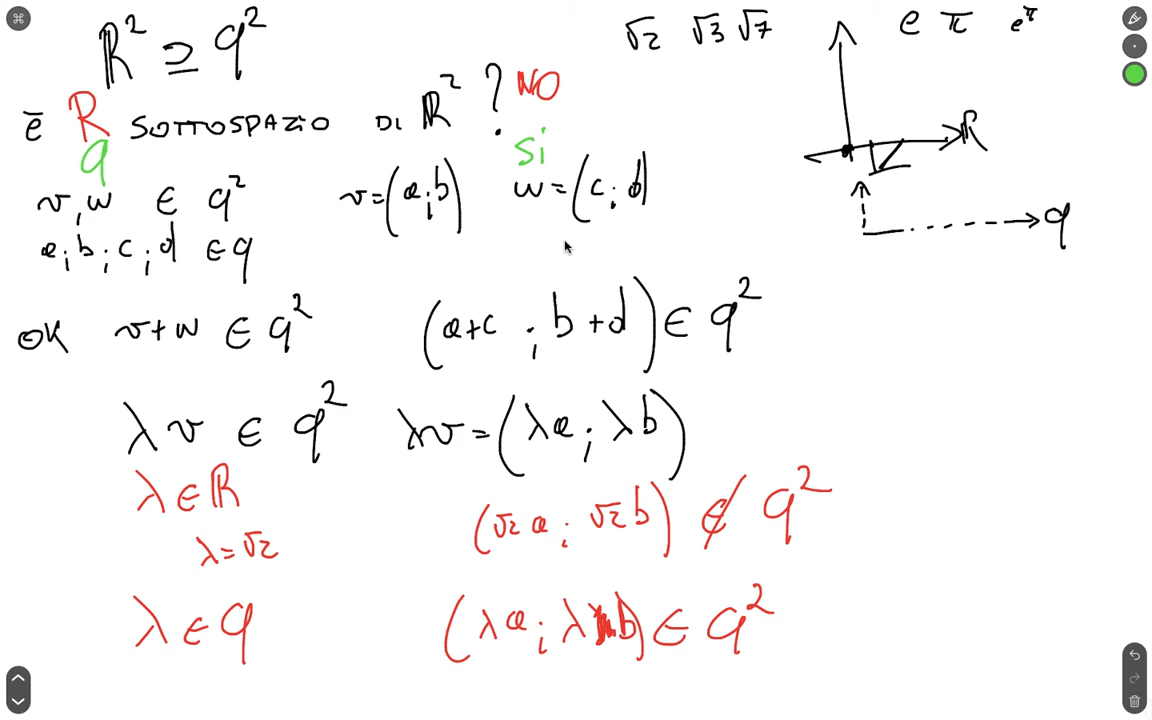 ℝ² ⊇ q²
√2 √3 √7 e π e^π
ē R SOTTOSPAZIO DI ℝ² ? NO
q Si
ℝ
v, w ∈ q² v = (a; b) w = (c; d)
a; b; c; d ∈ q
q
OK v + w ∈ q² (a+c ; b+d) ∈ q²
λv ∈ q² λv = (λa; λb)
λ ∈ ℝ
λ = √2 (√2 a; √2 b) ∉ q²
λ ∈ q (λa; λb) ∈ q²